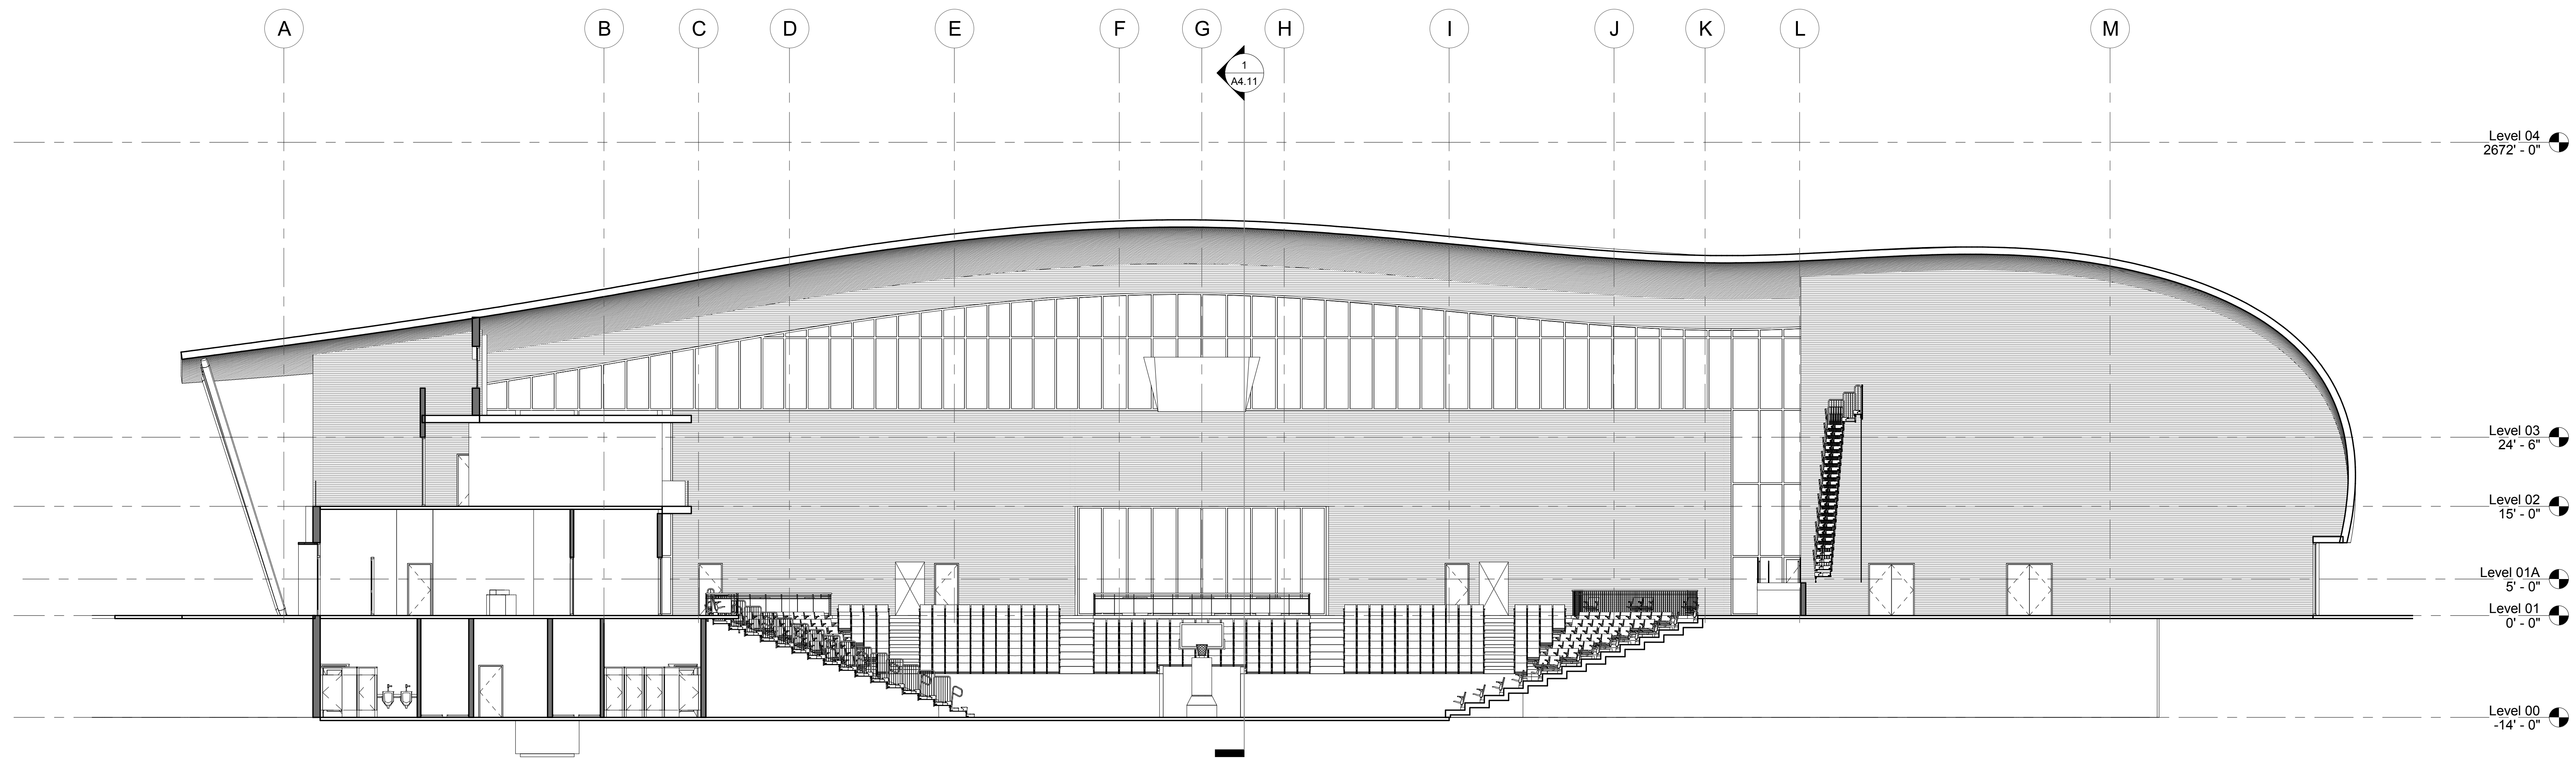 A
B
C
D
E
F
G
H
I
J
K
L
M
1
A4.11
Level 04
2672' - 0"
Level 03
24' - 6"
Level 02
15' - 0"
Level 01A
5' - 0"
Level 01
0' - 0"
Level 00
-14' - 0"